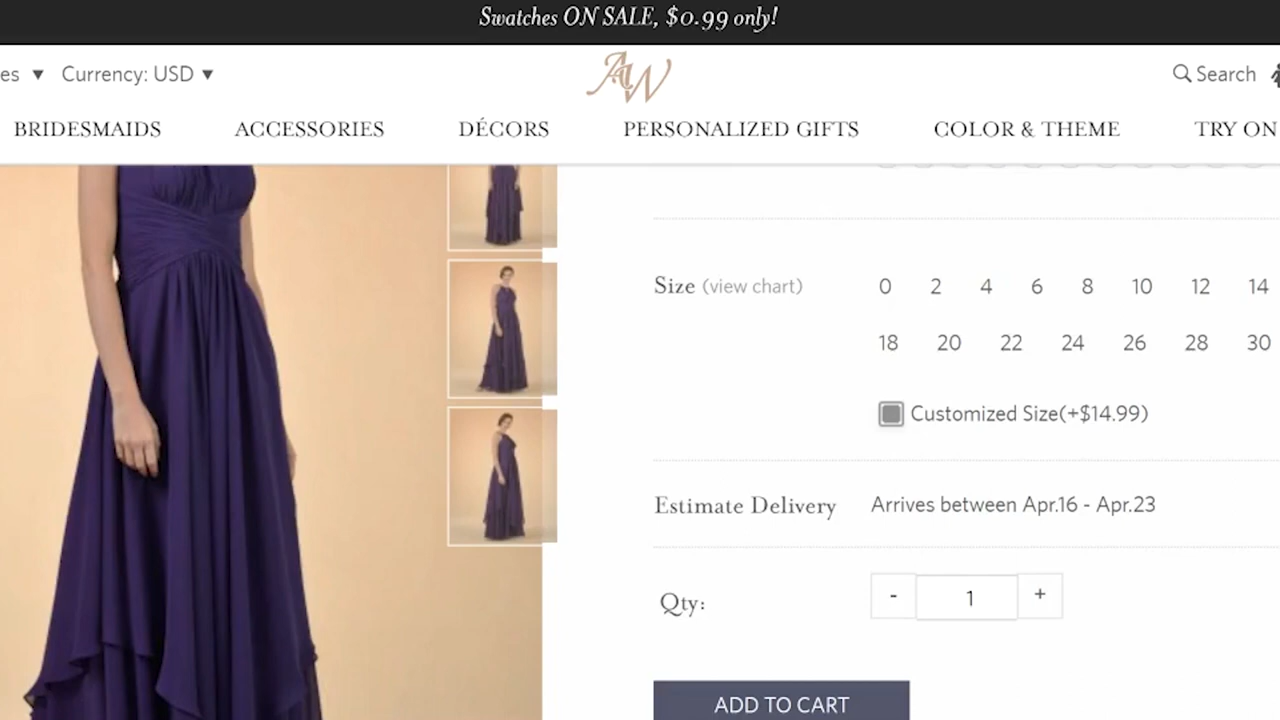 Swatches ON SALE, $0.99 only!
es ▼ Currency: USD ▼
AW
Search
BRIDESMAIDS ACCESSORIES DÉCORS PERSONALIZED GIFTS COLOR & THEME TRY ON
Size (view chart) 0 2 4 6 8 10 12 14
18 20 22 24 26 28 30
Customized Size(+$14.99)
Estimate Delivery Arrives between Apr.16 - Apr.23
Qty: - 1 +
ADD TO CART